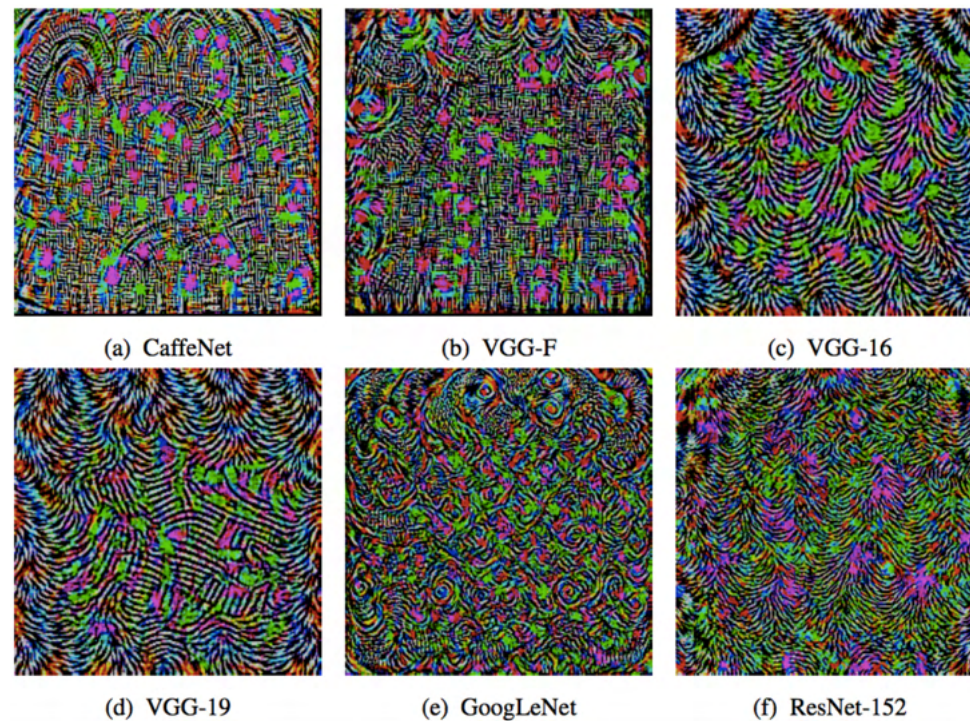 (a) CaffeNet
(b) VGG-F
(c) VGG-16
(d) VGG-19
(e) GoogLeNet
(f) ResNet-152